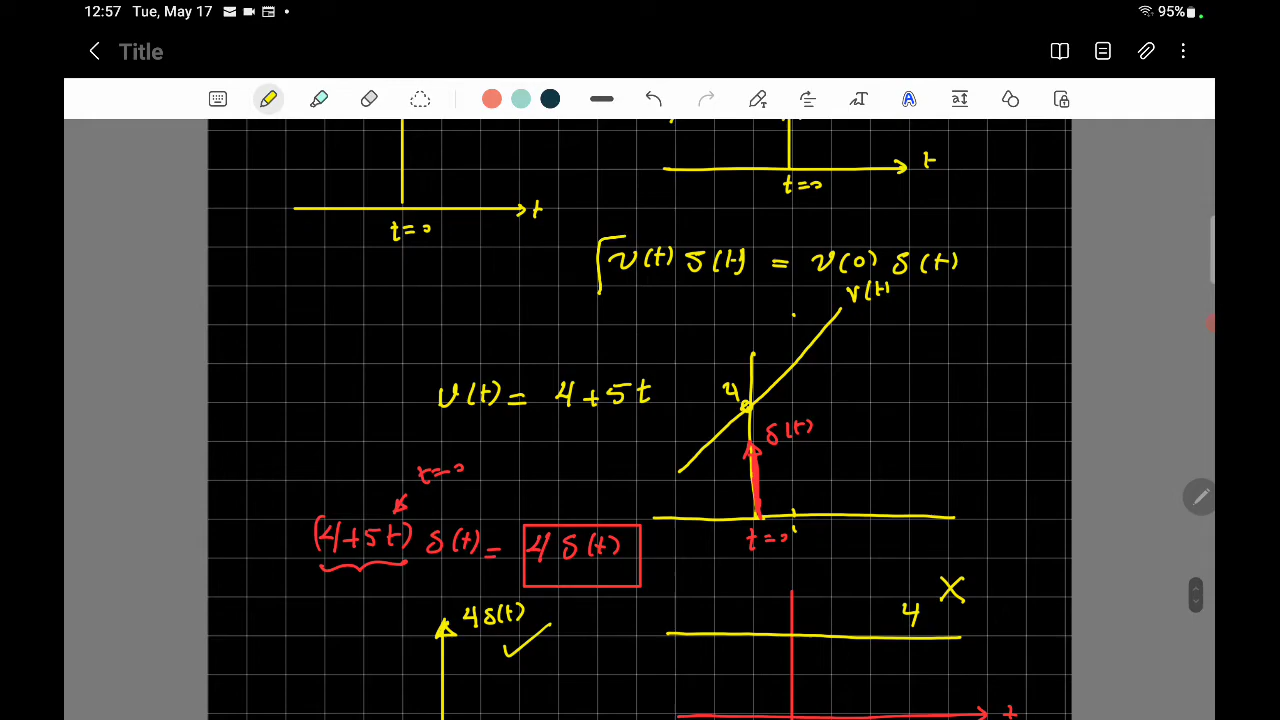 12:57 Tue, May 17
95%
Title
t
t=0
t
t=0
v(t) δ(t) = v(0) δ(t)
v(t)
v(t) = 4+5t
4
δ(t)
t=0
t=0
(4+5t) δ(t) = 4 δ(t)
4δ(t)
4
X
t